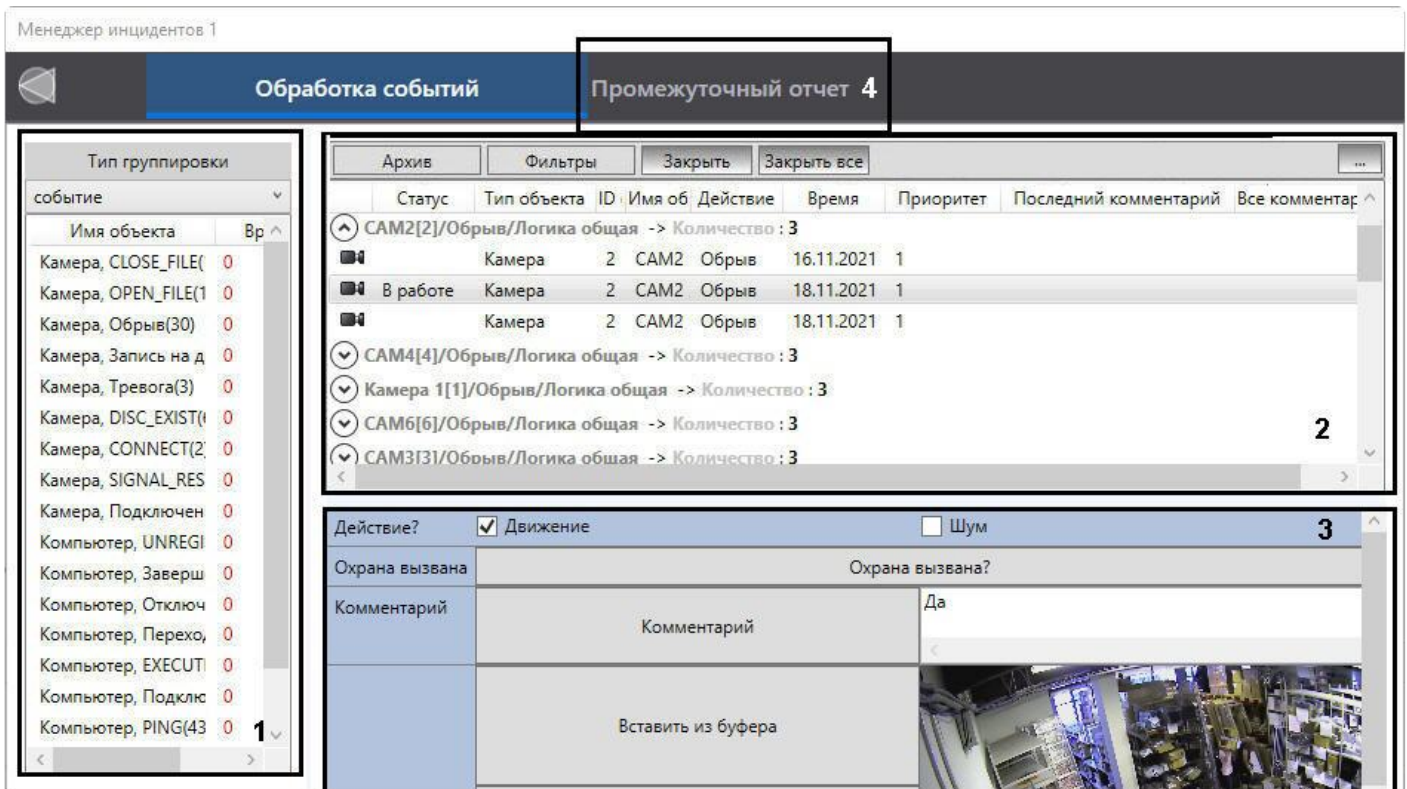 Менеджер инцидентов 1
Обработка событий
Промежуточный отчет 4
Тип группировки
событие
Имя объекта Вр
Камера, CLOSE_FILE( 0
Камера, OPEN_FILE(1 0
Камера, Обрыв(30) 0
Камера, Запись на д 0
Камера, Тревога(3) 0
Камера, DISC_EXIST( 0
Камера, CONNECT(2) 0
Камера, SIGNAL_RES 0
Камера, Подключен 0
Компьютер, UNREGI 0
Компьютер, Заверш 0
Компьютер, Отключ 0
Компьютер, Перехо, 0
Компьютер, EXECUTI 0
Компьютер, Подклю 0
Компьютер, PING(43 0
1
Архив Фильтры Закрыть Закрыть все ...
Статус Тип объекта ID Имя об Действие Время Приоритет Последний комментарий Все комментар
CAM2[2]/Обрыв/Логика общая -> Количество : 3
Камера 2 CAM2 Обрыв 16.11.2021 1
В работе Камера 2 CAM2 Обрыв 18.11.2021 1
Камера 2 CAM2 Обрыв 18.11.2021 1
CAM4[4]/Обрыв/Логика общая -> Количество : 3
Камера 1[1]/Обрыв/Логика общая -> Количество : 3
CAM6[6]/Обрыв/Логика общая -> Количество : 3
2
CAM3[3]/Обрыв/Логика общая -> Количество : 3
Действие? Движение Шум 3
Охрана вызвана Охрана вызвана?
Комментарий Комментарий Да
Вставить из буфера